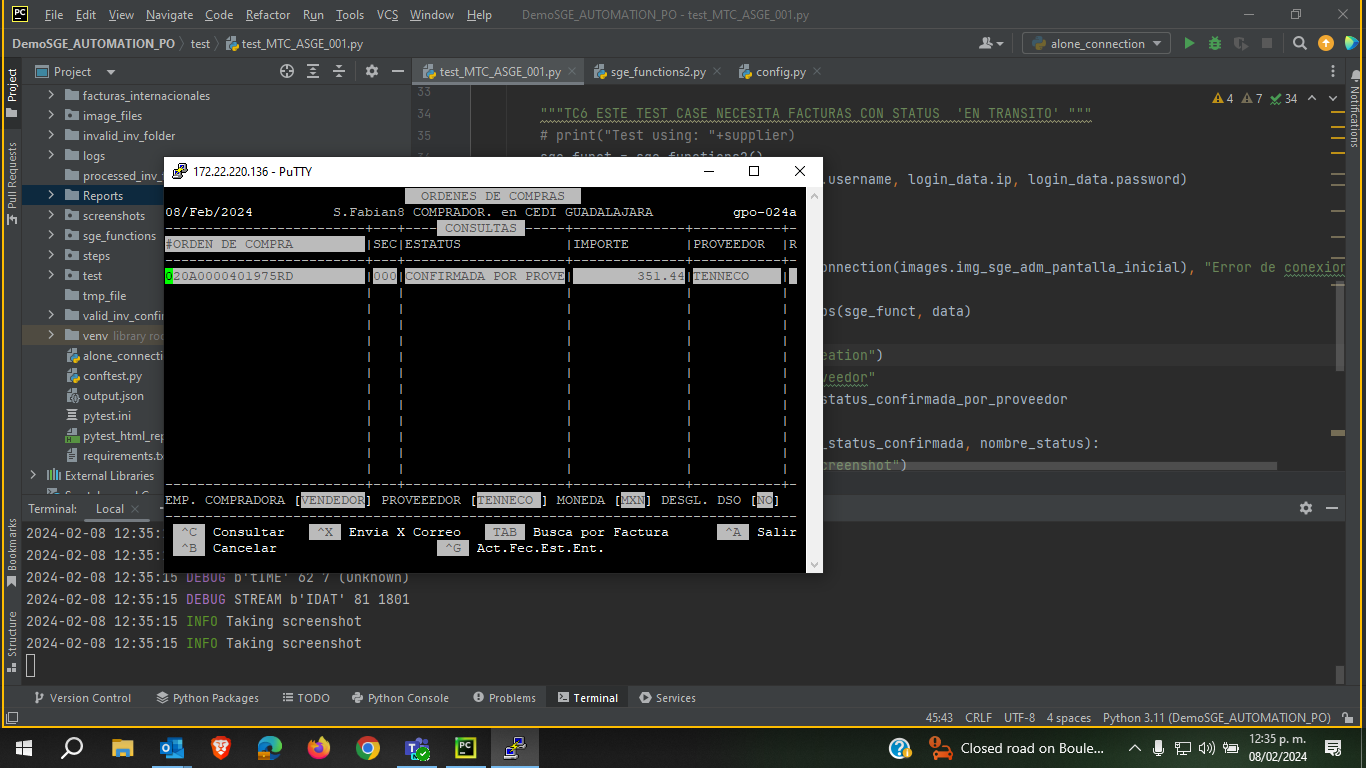 File Edit View Navigate Code Refactor Run Tools VCS Window Help DemoSGE_AUTOMATION_PO - test_MTC_ASGE_001.py
DemoSGE_AUTOMATION_PO test test_MTC_ASGE_001.py alone_connection
Project
test_MTC_ASGE_001.py sge_functions2.py config.py
Project
Pull Requests
Bookmarks
Structure
Notifications
facturas_internacionales
image_files
invalid_inv_folder
logs
processed_inv_
Reports
screenshots
sge_functions
steps
test
tmp_file
valid_inv_confi
venv library roo
alone_connecti
conftest.py
output.json
pytest.ini
pytest_html_rep
requirements.tx
External Libraries
33
34 """TC6 ESTE TEST CASE NECESITA FACTURAS CON STATUS 'EN TRANSITO' """
35 # print("Test using: "+supplier)
4 7 34
.username, login_data.ip, login_data.password)
onnection(images.img_sge_adm_pantalla_inicial), "Error de conexion
os(sge_funct, data)
eation")
veedor"
status_confirmada_por_proveedor
_status_confirmada, nombre_status):
creenshot")
172.22.220.136 - PuTTY
ORDENES DE COMPRAS
08/Feb/2024 S.Fabian8 COMPRADOR. en CEDI GUADALAJARA gpo-024a
CONSULTAS
#ORDEN DE COMPRA |SEC|ESTATUS |IMPORTE |PROVEEDOR |R
020A0000401975RD |000|CONFIRMADA POR PROVE| 351.44|TENNECO |
EMP. COMPRADORA [VENDEDOR] PROVEEEDOR [TENNECO ] MONEDA [MXN] DESGL. DSO [NO]
^C Consultar ^X Envia X Correo TAB Busca por Factura ^A Salir
^B Cancelar ^G Act.Fec.Est.Ent.
Terminal: Local
2024-02-08 12:35:
2024-02-08 12:35:
2024-02-08 12:35:15 DEBUG b'tIME' 62 7 (unknown)
2024-02-08 12:35:15 DEBUG STREAM b'IDAT' 81 1801
2024-02-08 12:35:15 INFO Taking screenshot
2024-02-08 12:35:15 INFO Taking screenshot
Version Control Python Packages TODO Python Console Problems Terminal Services
45:43 CRLF UTF-8 4 spaces Python 3.11 (DemoSGE_AUTOMATION_PO)
Closed road on Boule... 12:35 p. m.
08/02/2024